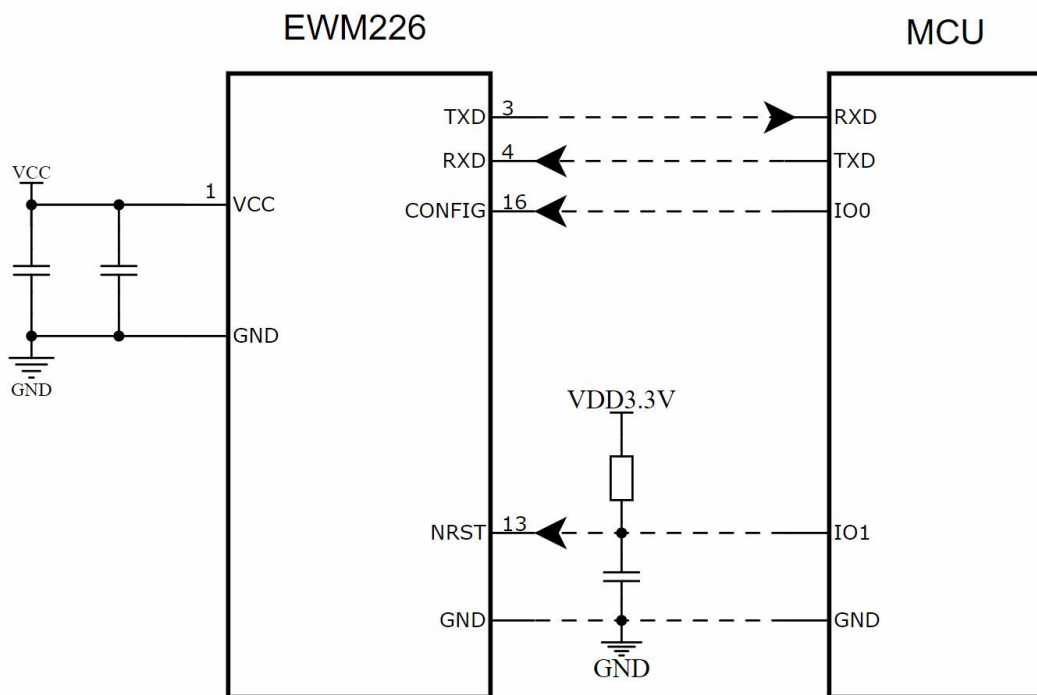 EWM226
MCU
TXD 3
RXD
RXD 4
TXD
CONFIG 16
IO0
VCC
1
VCC
GND
GND
VDD3.3V
NRST 13
IO1
GND
GND
GND